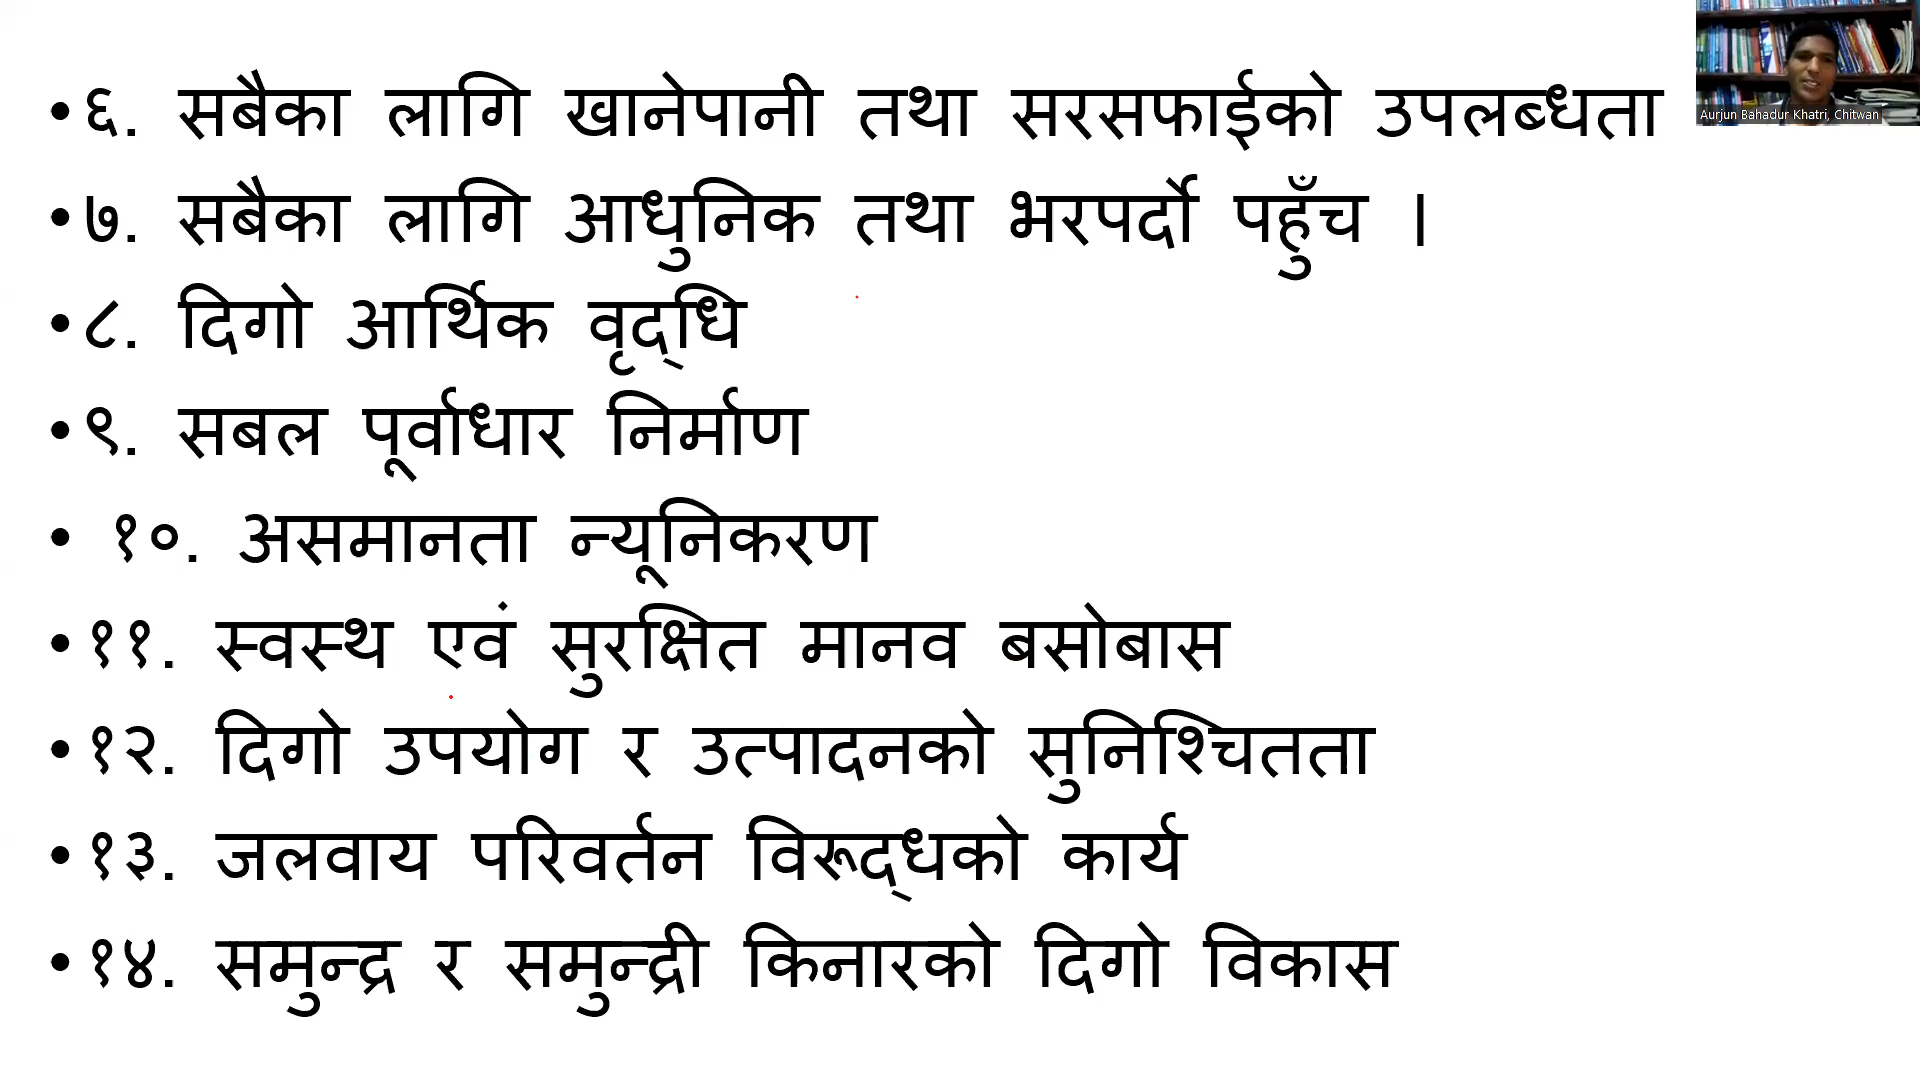 • ६. सबैका लागि खानेपानी तथा सरसफाईको उपलब्धता
• ७. सबैका लागि आधुनिक तथा भरपर्दो पहुँच ।
• ८. दिगो आर्थिक वृद्‌धि
• ९. सबल पूर्वाधार निर्माण
• १०. असमानता न्यूनिकरण
• ११. स्वस्थ एवं सुरक्षित मानव बसोबास
• १२. दिगो उपयोग र उत्पादनको सुनिश्चितता
• १३. जलवाय परिवर्तन विरूद्‌धको कार्य
• १४. समुन्द्र र समुन्द्री किनारको दिगो विकास
Aurjun Bahadur Khatri, Chitwan